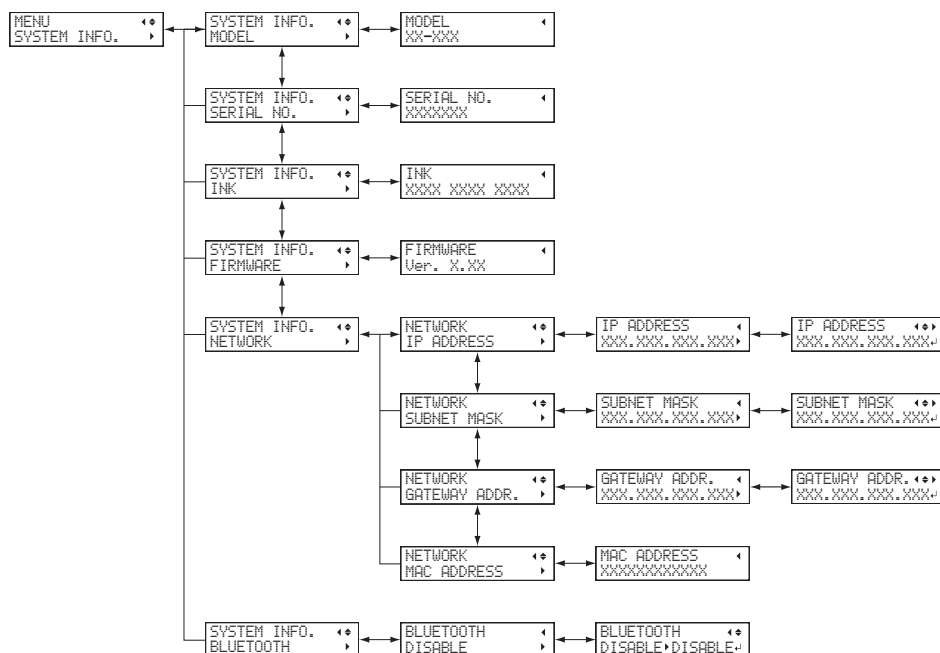 MENU
SYSTEM INFO.
SYSTEM INFO.
MODEL
MODEL
XX-XXX
SYSTEM INFO.
SERIAL NO.
SERIAL NO.
XXXXXXX
SYSTEM INFO.
INK
INK
XXXX XXXX XXXX
SYSTEM INFO.
FIRMWARE
FIRMWARE
Ver. X.XX
SYSTEM INFO.
NETWORK
NETWORK
IP ADDRESS
IP ADDRESS
XXX.XXX.XXX.XXX
IP ADDRESS
XXX.XXX.XXX.XXX
NETWORK
SUBNET MASK
SUBNET MASK
XXX.XXX.XXX.XXX
SUBNET MASK
XXX.XXX.XXX.XXX
NETWORK
GATEWAY ADDR.
GATEWAY ADDR.
XXX.XXX.XXX.XXX
GATEWAY ADDR.
XXX.XXX.XXX.XXX
NETWORK
MAC ADDRESS
MAC ADDRESS
XXXXXXXXXXXX
SYSTEM INFO.
BLUETOOTH
BLUETOOTH
DISABLE
BLUETOOTH
DISABLE▸DISABLE↵